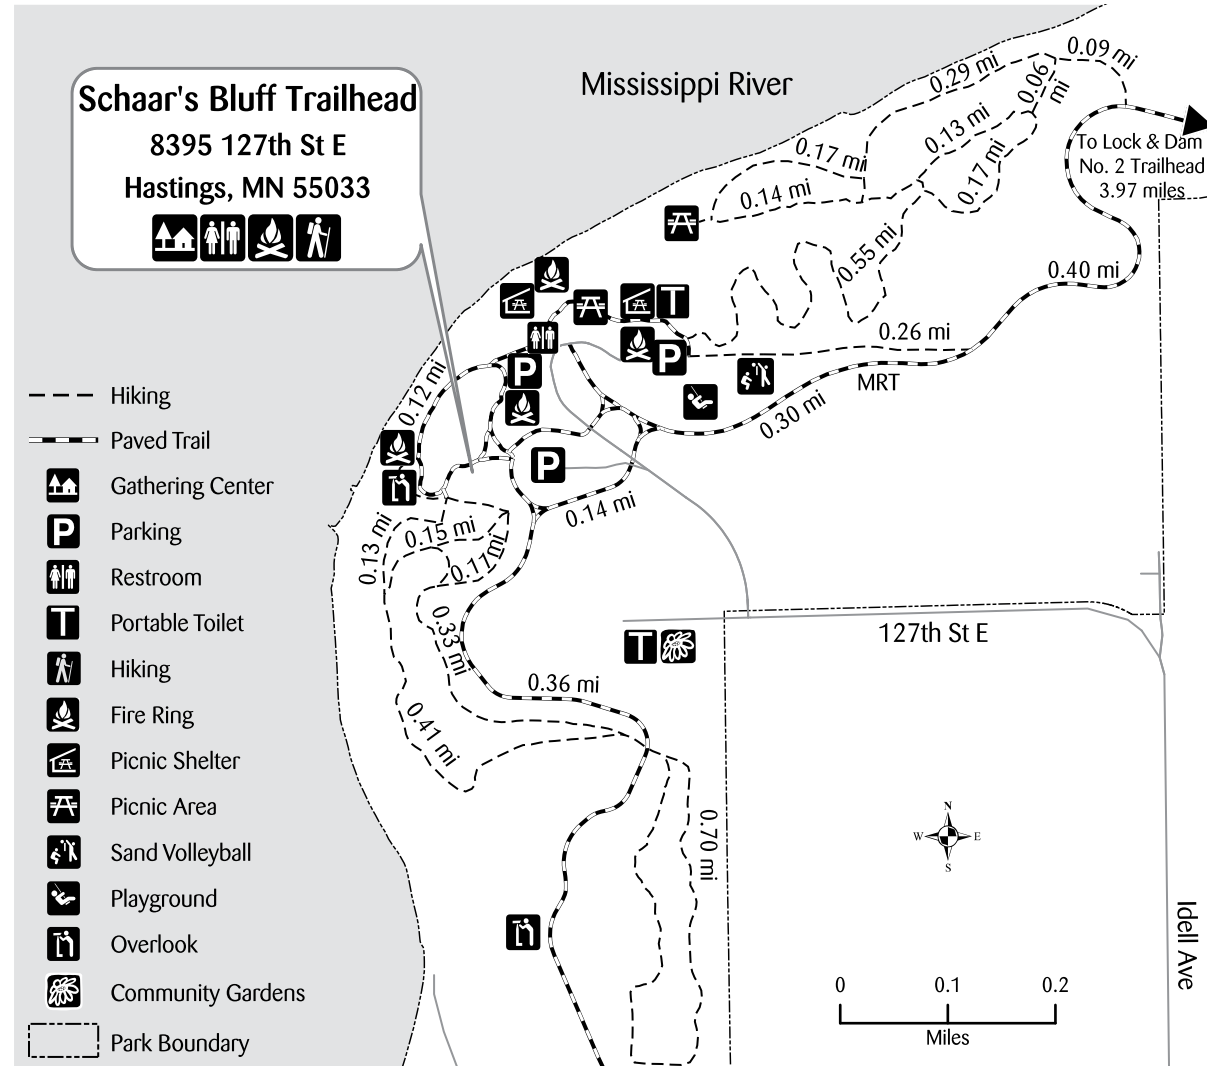 Mississippi River
Schaar's Bluff Trailhead
8395 127th St E
Hastings, MN 55033
0.09 mi
0.29 mi
0.06
mi
0.13 mi
0.17 mi
0.17 mi
0.14 mi
To Lock & Dam
No. 2 Trailhead
3.97 miles
0.55 mi
0.40 mi
T
0.26 mi
P
P
MRT
0.12 mi
0.30 mi
P
0.14 mi
0.13 mi
0.15 mi
0.17 mi
0.33 mi
T
127th St E
0.36 mi
0.41 mi
0.70 mi
N
W
E
S
Idell Ave
0
0.1
0.2
Miles
Hiking
Paved Trail
Gathering Center
P
Parking
Restroom
T
Portable Toilet
Hiking
Fire Ring
Picnic Shelter
Picnic Area
Sand Volleyball
Playground
Overlook
Community Gardens
Park Boundary